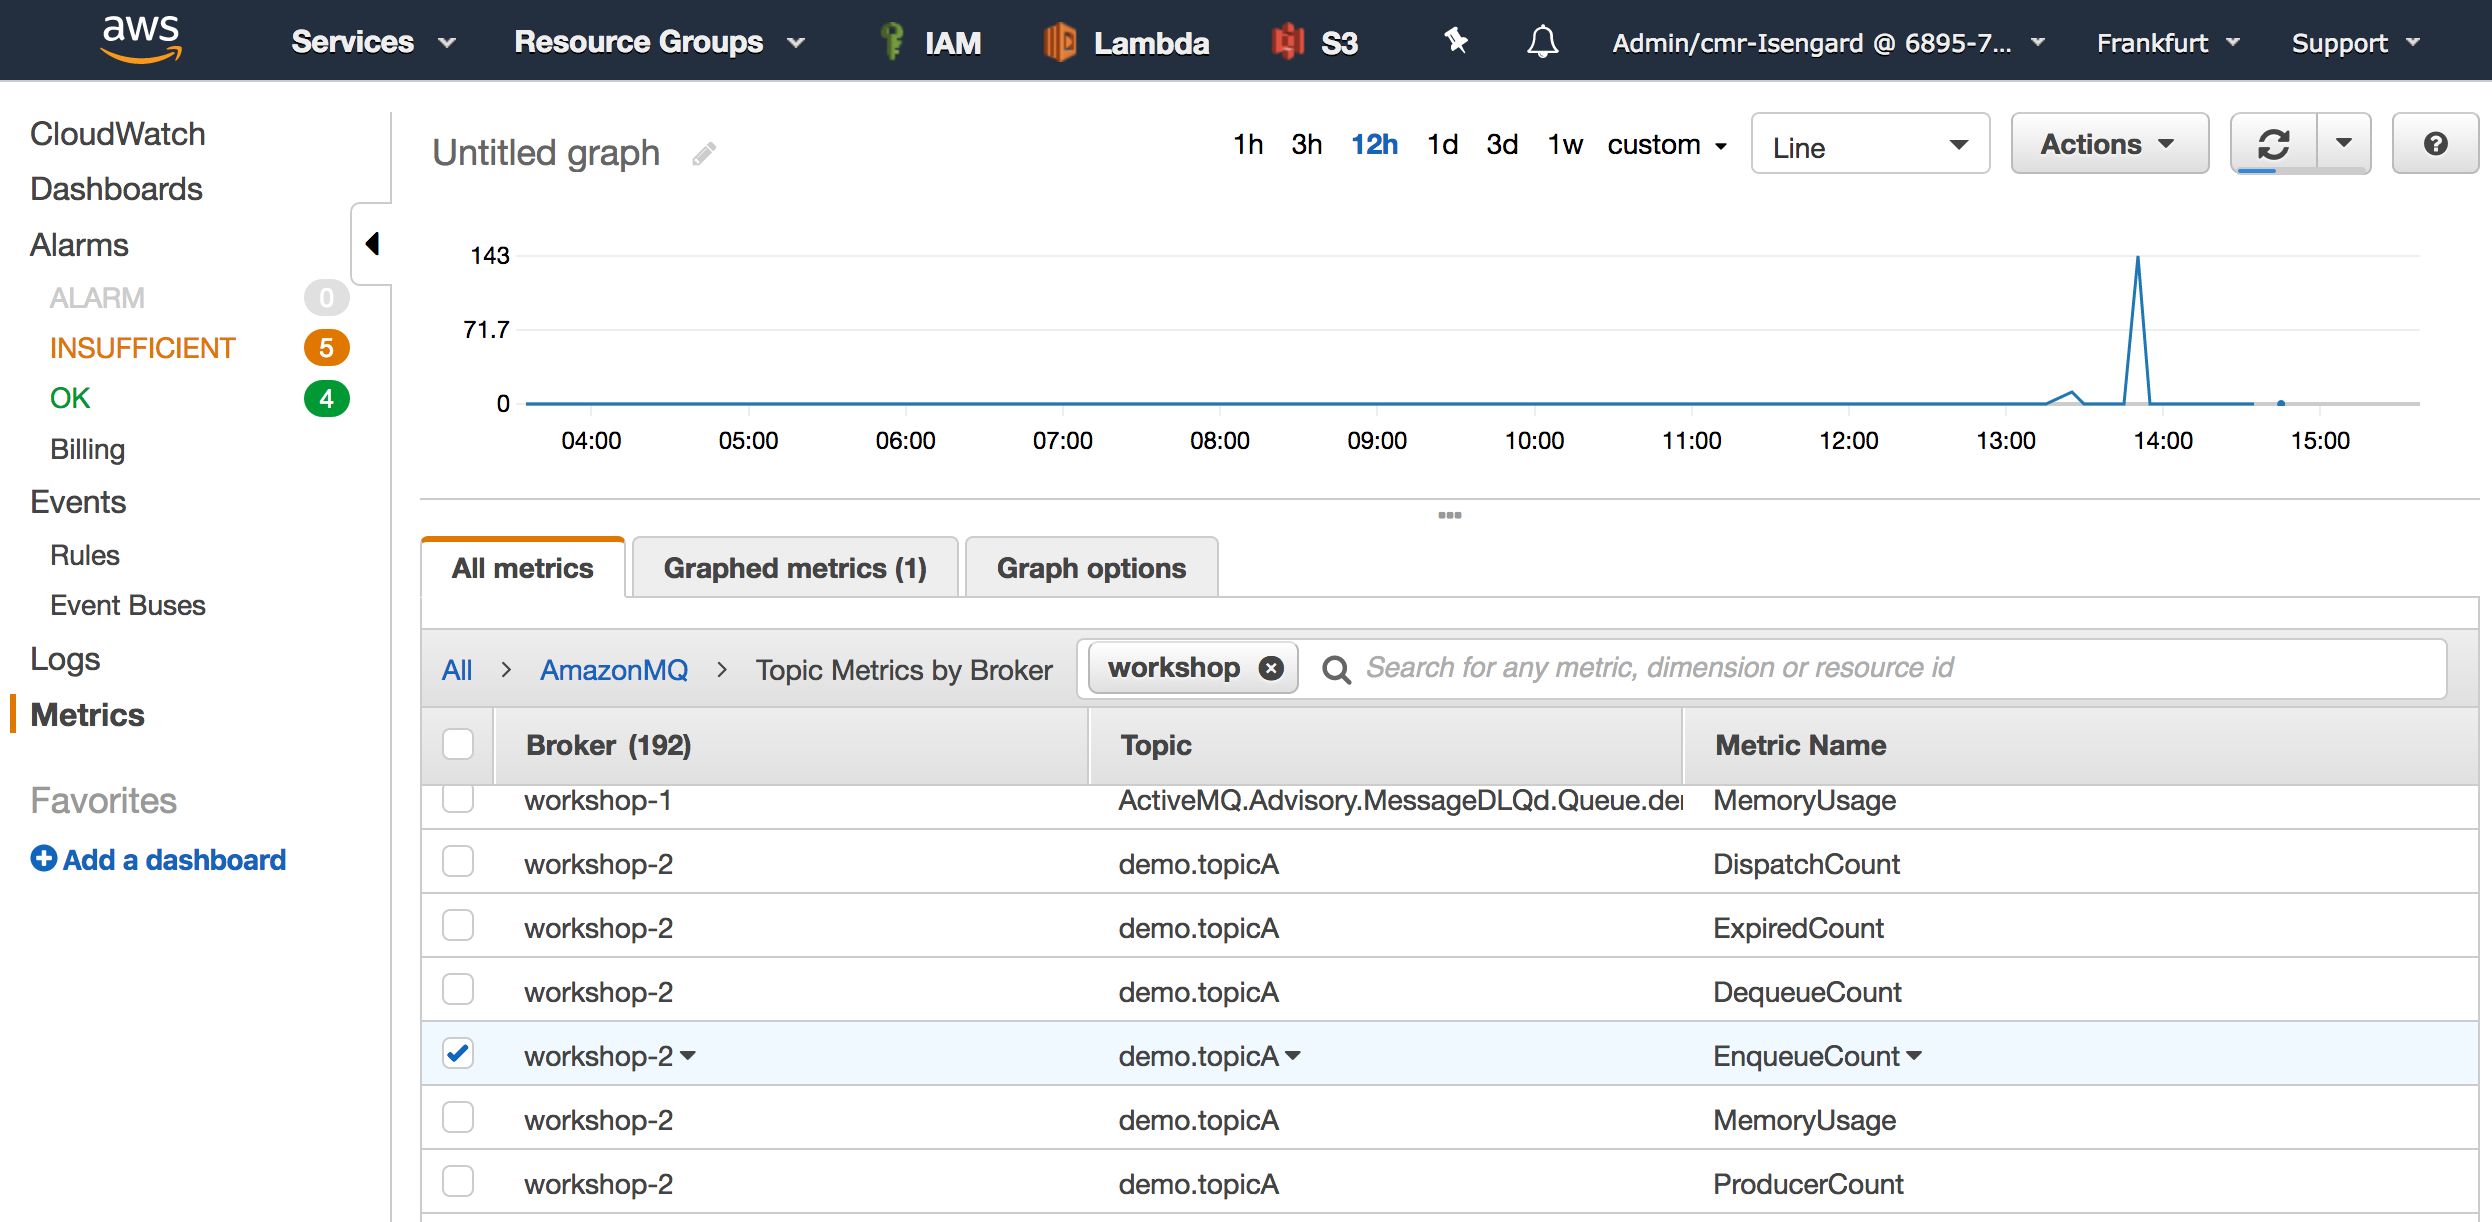 aws Services Resource Groups IAM Lambda S3 Admin/cmr-Isengard @ 6895-7... Frankfurt Support
CloudWatch
Dashboards
Alarms
ALARM 0
INSUFFICIENT 5
OK 4
Billing
Events
Rules
Event Buses
Logs
Metrics
Favorites
Add a dashboard
Untitled graph
1h 3h 12h 1d 3d 1w custom Line Actions ?
143
71.7
0
04:00 05:00 06:00 07:00 08:00 09:00 10:00 11:00 12:00 13:00 14:00 15:00
All metrics Graphed metrics (1) Graph options
All > AmazonMQ > Topic Metrics by Broker workshop Search for any metric, dimension or resource id
Broker (192) Topic Metric Name
workshop-1 ActiveMQ.Advisory.MessageDLQd.Queue.de MemoryUsage
workshop-2 demo.topicA DispatchCount
workshop-2 demo.topicA ExpiredCount
workshop-2 demo.topicA DequeueCount
workshop-2 demo.topicA EnqueueCount
workshop-2 demo.topicA MemoryUsage
workshop-2 demo.topicA ProducerCount